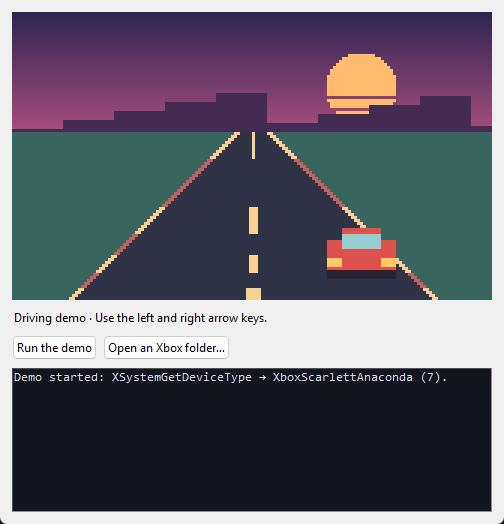 Driving demo · Use the left and right arrow keys.
Run the demo
Open an Xbox folder...
Demo started: XSystemGetDeviceType → XboxScarlettAnaconda (7).